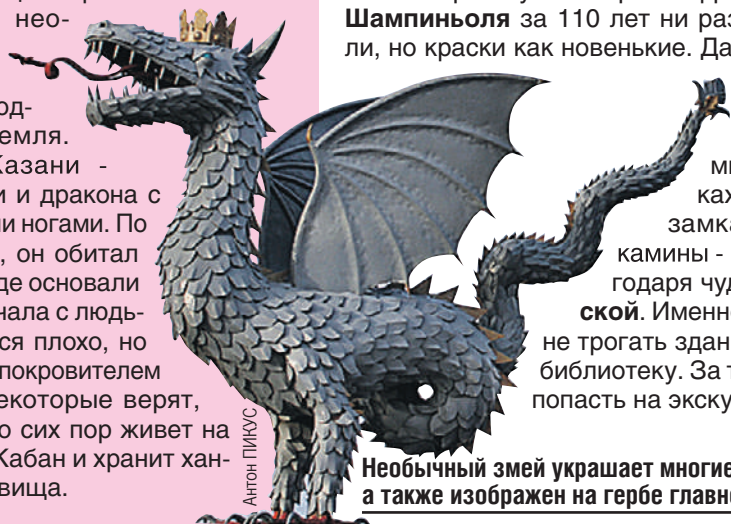 нео-
од-
емля.
Казани -
и и дракона с
ми ногами. По
, он обитал
де основали
чала с людь-
ся плохо, но
покровителем
екоторые верят,
о сих пор живет на
Кабан и хранит хан-
вища.
Антон ПИКУС
Шампиньоля за 110 лет ни раз
ли, но краски как новенькие. Да
ках
замка
камины -
годаря чуд
ской. Именно
не трогать здан
библиотеку. За т
попасть на экску
Необычный змей украшает многие
а также изображен на гербе главно